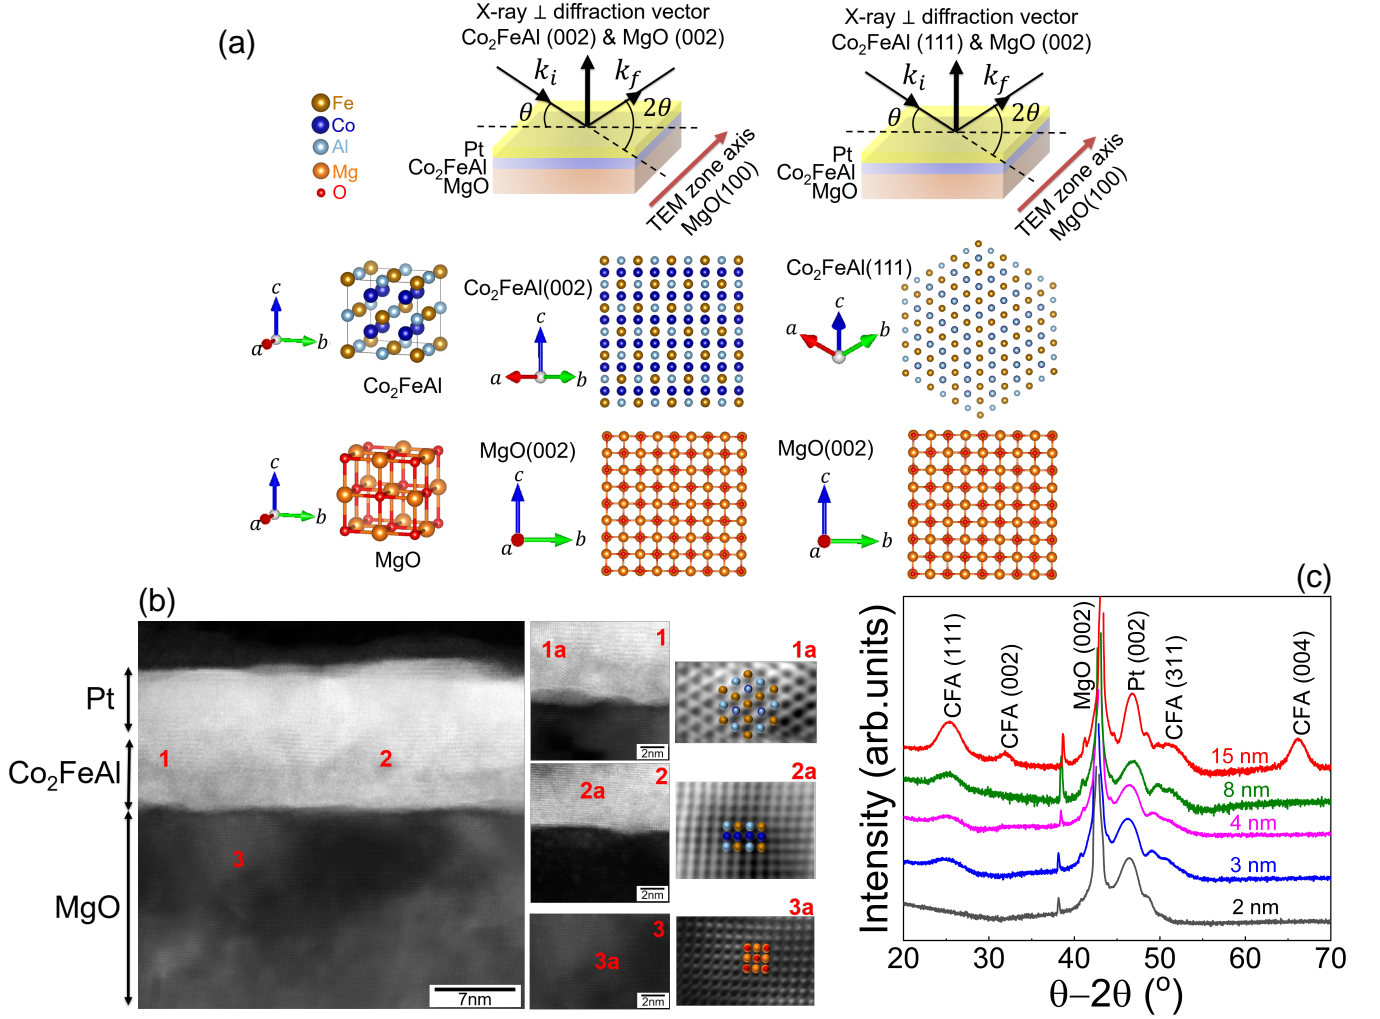 (a)
X-ray ⊥ diffraction vector
Co₂FeAl (002) & MgO (002)
k_i
k_f
θ
2θ
Pt
Co₂FeAl
MgO
TEM zone axis
MgO(100)
X-ray ⊥ diffraction vector
Co₂FeAl (111) & MgO (002)
k_i
k_f
θ
2θ
Pt
Co₂FeAl
MgO
TEM zone axis
MgO(100)
Fe
Co
Al
Mg
O
c
a
b
Co₂FeAl
Co₂FeAl(002)
c
a
b
Co₂FeAl(111)
c
a
b
c
a
b
MgO
MgO(002)
c
a
b
MgO(002)
c
a
b
(b)
Pt
Co₂FeAl
MgO
1
2
3
7nm
1
1a
2nm
1a
2
2a
2nm
2a
3
3a
2nm
3a
(c)
Intensity (arb.units)
CFA (111)
CFA (002)
MgO (002)
Pt (002)
CFA (311)
CFA (004)
15 nm
8 nm
4 nm
3 nm
2 nm
20 30 40 50 60 70
θ–2θ (°)